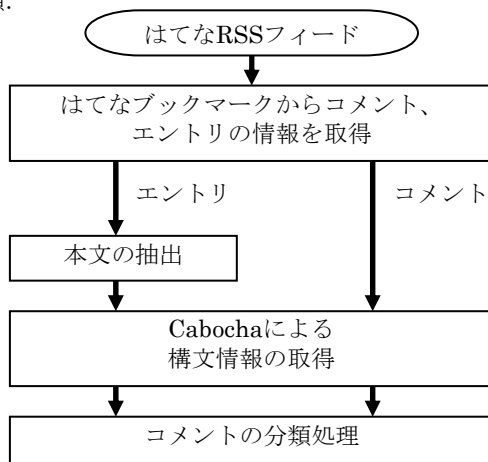 はてなRSSフィード
はてなブックマークからコメント、
エントリの情報を取得
エントリ
コメント
本文の抽出
Cabochaによる
構文情報の取得
コメントの分類処理